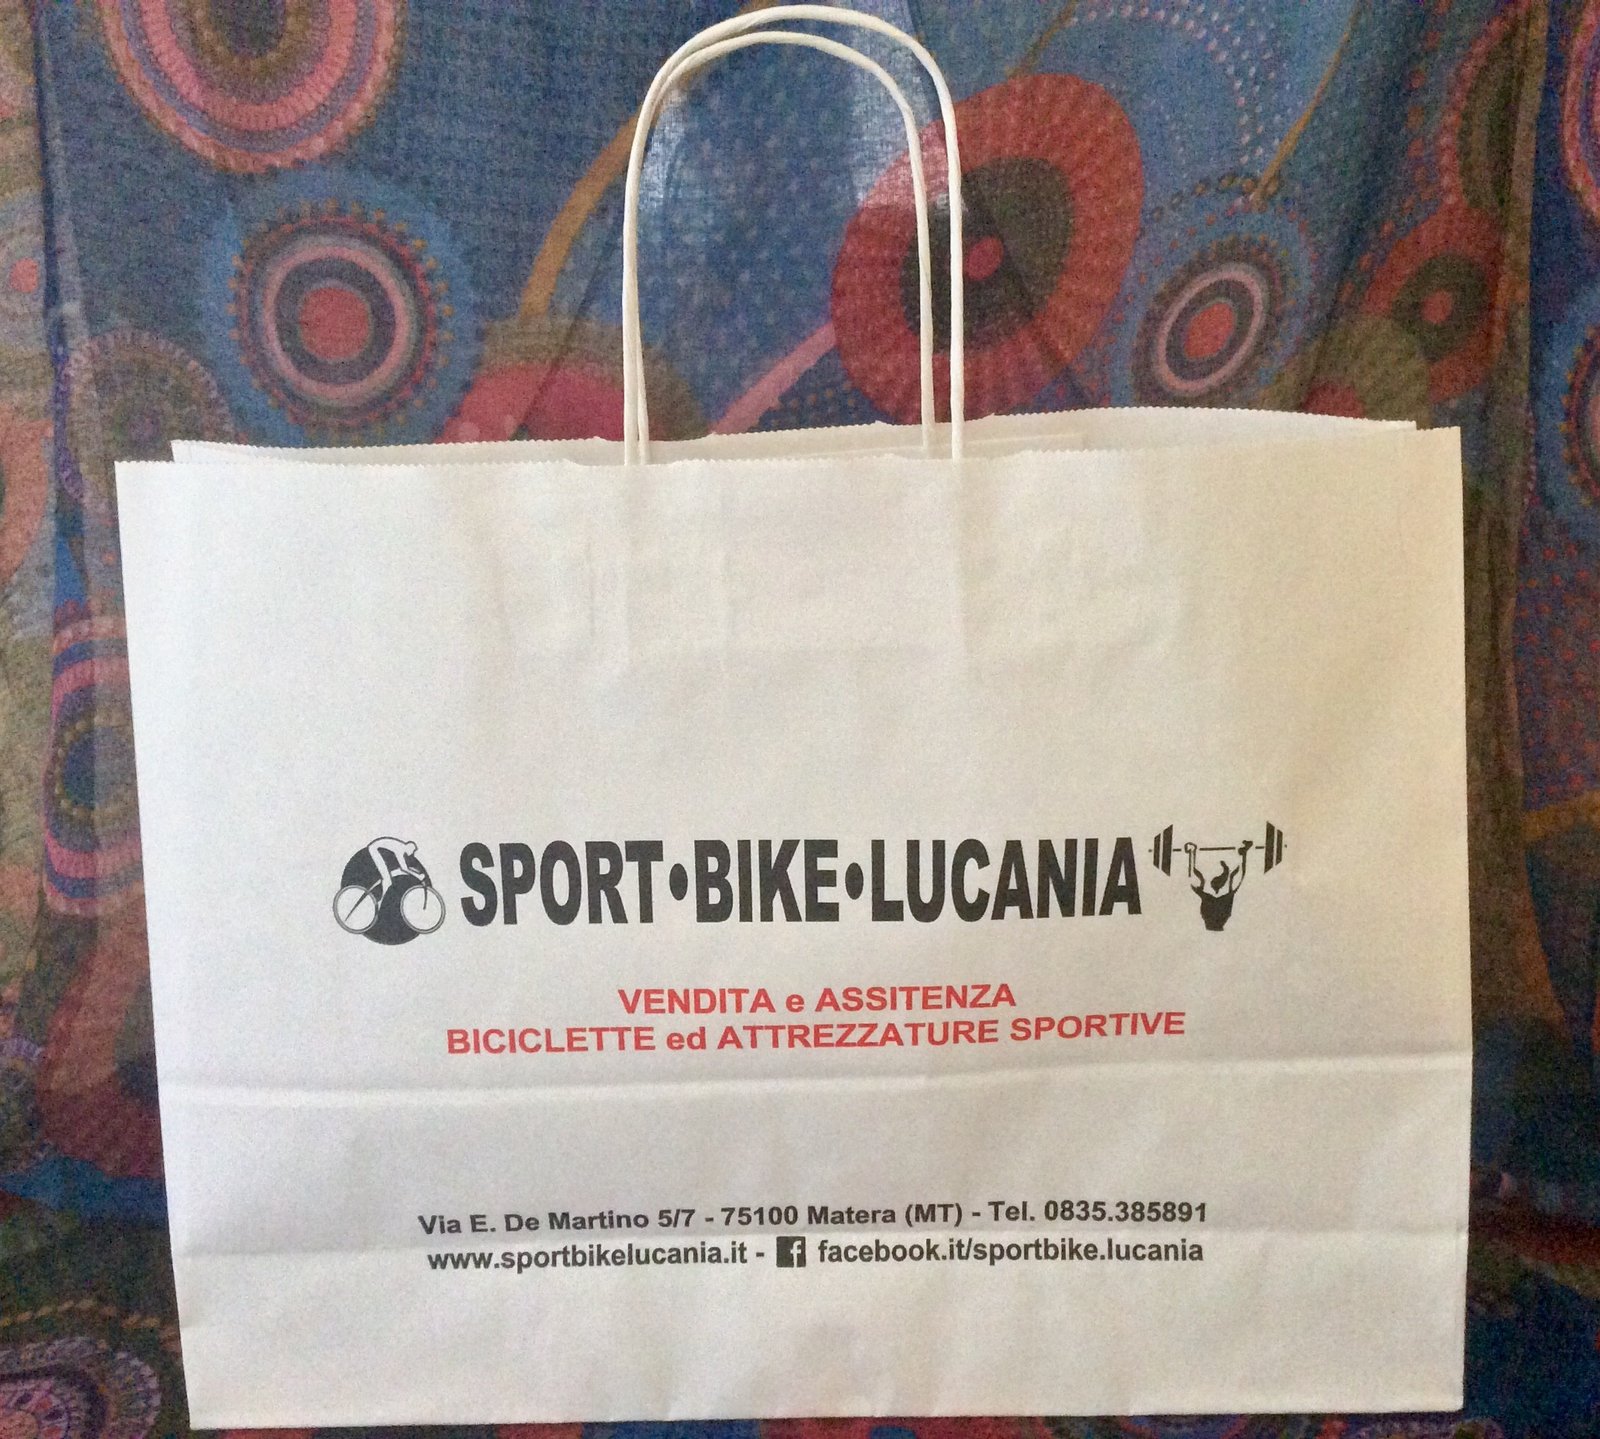 SPORT•BIKE•LUCANIA
VENDITA e ASSITENZA
BICICLETTE ed ATTREZZATURE SPORTIVE
Via E. De Martino 5/7 - 75100 Matera (MT) - Tel. 0835.385891
www.sportbikelucania.it - f facebook.it/sportbike.lucania